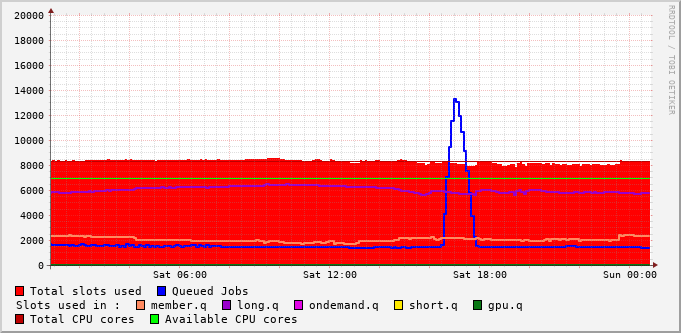 20000
18000
16000
14000
12000
10000
8000
6000
4000
2000
0
Sat 06:00 Sat 12:00 Sat 18:00 Sun 00:00
RRDTOOL / TOBI OETIKER
Total slots used Queued Jobs
Slots used in : member.q long.q ondemand.q short.q gpu.q
Total CPU cores Available CPU cores